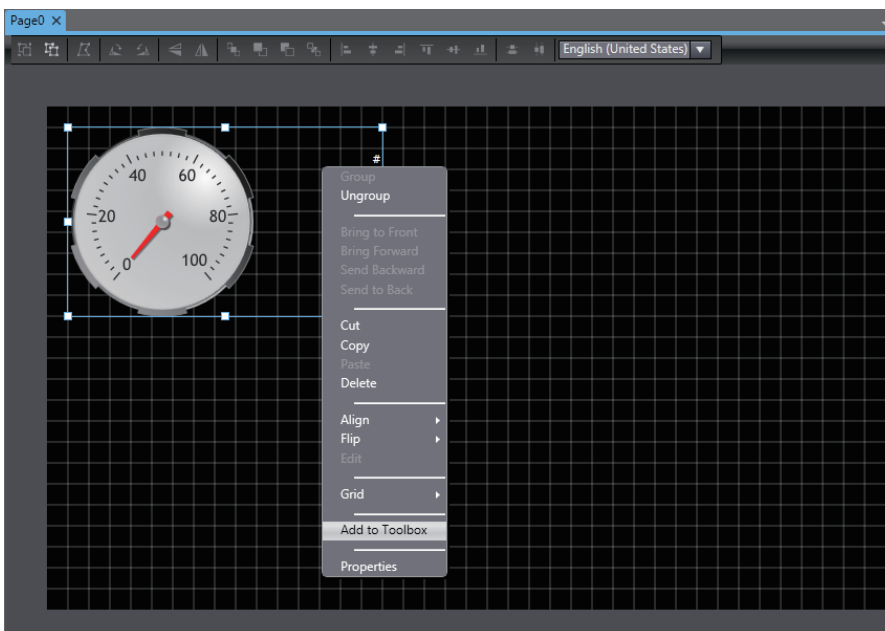 Page0 ×
English (United States)
#
40 60
20 80
0 100
Group
Ungroup
Bring to Front
Bring Forward
Send Backward
Send to Back
Cut
Copy
Paste
Delete
Align
Flip
Edit
Grid
Add to Toolbox
Properties